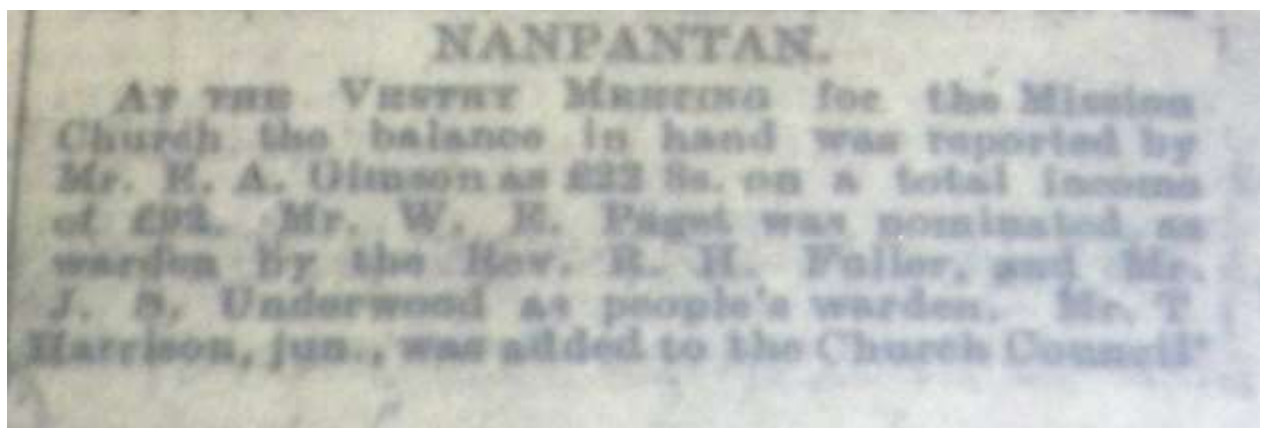 NANPANTAN.
AT THE VESTRY MEETING for the Mission
Church the balance in hand was reported by
Mr. E. A. Gimson as £22 8s. on a total income
of £92. Mr. W. E. Paget was nominated as
warden by the Rev. R. H. Fuller, and Mr.
J. S. Underwood as people's warden. Mr. T
Harrison, jun., was added to the Church Council